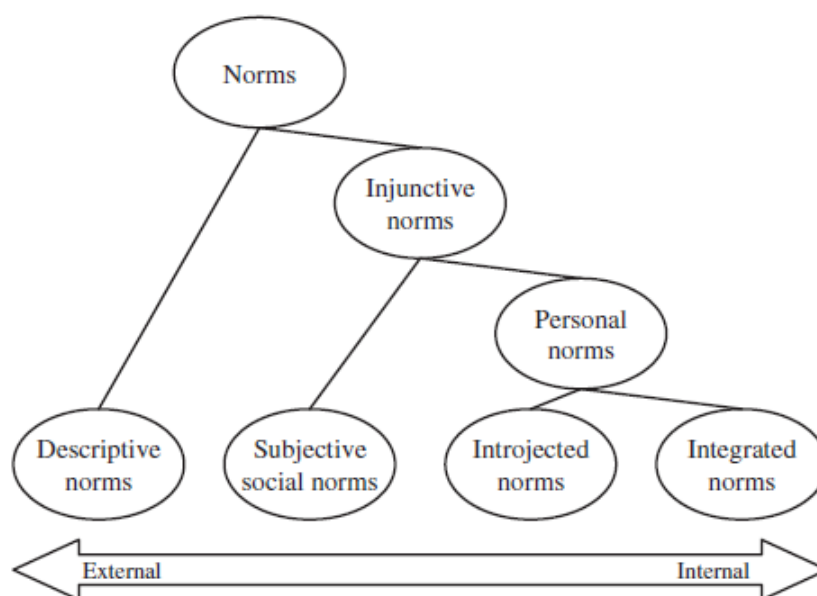 Norms
Injunctive
norms
Personal
norms
Descriptive
norms
Subjective
social norms
Introjected
norms
Integrated
norms
External
Internal